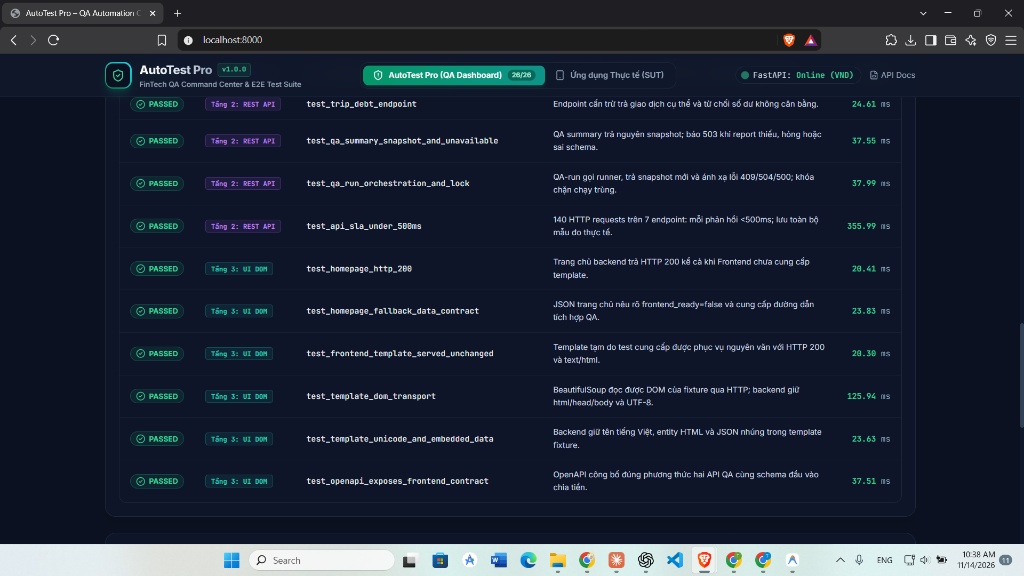 AutoTest Pro – QA Automation C
localhost:8000
AutoTest Pro v1.0.0
FinTech QA Command Center & E2E Test Suite
AutoTest Pro (QA Dashboard) 26/26
Ứng dụng Thực tế (SUT)
FastAPI: Online (VND)
API Docs
PASSED Tầng 2: REST API test_trip_debt_endpoint Endpoint cấn trừ trả giao dịch cụ thể và từ chối số dư không cân bằng. 24.61 ms
PASSED Tầng 2: REST API test_qa_summary_snapshot_and_unavailable QA summary trả nguyên snapshot; báo 503 khi report thiếu, hỏng hoặc
sai schema. 37.55 ms
PASSED Tầng 2: REST API test_qa_run_orchestration_and_lock QA-run gọi runner, trả snapshot mới và ánh xạ lỗi 409/504/500; khóa
chặn chạy trùng. 37.99 ms
PASSED Tầng 2: REST API test_api_sla_under_500ms 140 HTTP requests trên 7 endpoint: mỗi phản hồi <500ms; lưu toàn bộ
mẫu đo thực tế. 355.99 ms
PASSED Tầng 3: UI DOM test_homepage_http_200 Trang chủ backend trả HTTP 200 kể cả khi Frontend chưa cung cấp
template. 20.41 ms
PASSED Tầng 3: UI DOM test_homepage_fallback_data_contract JSON trang chủ nêu rõ frontend_ready=false và cung cấp đường dẫn
tích hợp QA. 23.83 ms
PASSED Tầng 3: UI DOM test_frontend_template_served_unchanged Template tạm do test cung cấp được phục vụ nguyên văn với HTTP 200
và text/html. 20.30 ms
PASSED Tầng 3: UI DOM test_template_dom_transport BeautifulSoup đọc được DOM của fixture qua HTTP; backend giữ
html/head/body và UTF-8. 125.94 ms
PASSED Tầng 3: UI DOM test_template_unicode_and_embedded_data Backend giữ tên tiếng Việt, entity HTML và JSON nhúng trong template
fixture. 23.63 ms
PASSED Tầng 3: UI DOM test_openapi_exposes_frontend_contract OpenAPI công bố đúng phương thức hai API QA cùng schema đầu vào
chia tiền. 37.51 ms
Search
ENG
10:38 AM
11/14/2026
11